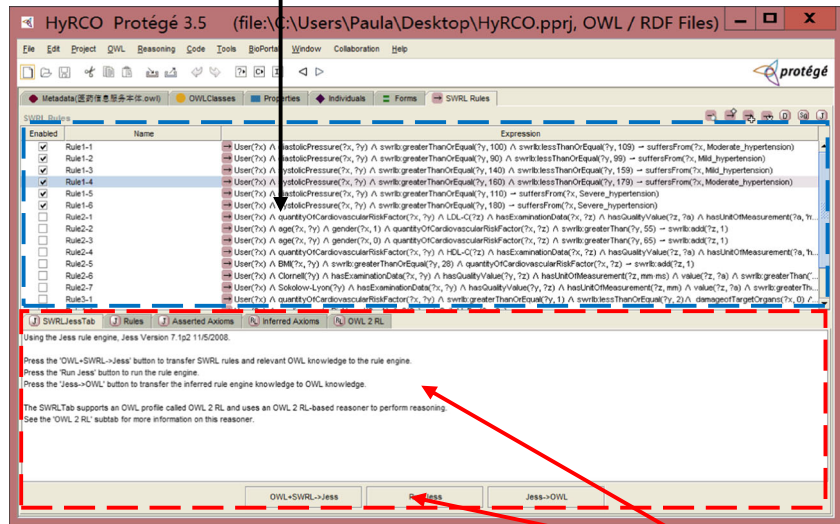 HyRCO Protégé 3.5 (file:\C:\Users\Paula\Desktop\HyRCO.pprj, OWL / RDF Files)
File Edit Project OWL Reasoning Code Tools BioPortal Window Collaboration Help
protégé
Metadata(医药信息服务本体.owl) OWLClasses Properties Individuals Forms SWRL Rules
SWRL Rules
Enabled Name Expression
Rule1-1 User(?x) ∧ diastolicPressure(?x, ?y) ∧ swrlb:greaterThanOrEqual(?y, 100) ∧ swrlb:lessThanOrEqual(?y, 109) → suffersFrom(?x, Moderate_hypertension)
Rule1-2 User(?x) ∧ diastolicPressure(?x, ?y) ∧ swrlb:greaterThanOrEqual(?y, 90) ∧ swrlb:lessThanOrEqual(?y, 99) → suffersFrom(?x, Mild_hypertension)
Rule1-3 User(?x) ∧ systolicPressure(?x, ?y) ∧ swrlb:greaterThanOrEqual(?y, 140) ∧ swrlb:lessThanOrEqual(?y, 159) → suffersFrom(?x, Mild_hypertension)
Rule1-4 User(?x) ∧ systolicPressure(?x, ?y) ∧ swrlb:greaterThanOrEqual(?y, 160) ∧ swrlb:lessThanOrEqual(?y, 179) → suffersFrom(?x, Moderate_hypertension)
Rule1-5 User(?x) ∧ diastolicPressure(?x, ?y) ∧ swrlb:greaterThanOrEqual(?y, 110) → suffersFrom(?x, Severe_hypertension)
Rule1-6 User(?x) ∧ systolicPressure(?x, ?y) ∧ swrlb:greaterThanOrEqual(?y, 180) → suffersFrom(?x, Severe_hypertension)
Rule2-1 User(?x) ∧ quantityOfCardiovascularRiskFactor(?x, ?y) ∧ LDL-C(?z) ∧ hasExaminationData(?x, ?z) ∧ hasQualityValue(?z, ?a) ∧ hasUnitOfMeasurement(?a,
Rule2-2 User(?x) ∧ age(?x, ?y) ∧ gender(?x, 1) ∧ quantityOfCardiovascularRiskFactor(?x, ?z) ∧ swrlb:greaterThan(?y, 55) → swrlb:add(?z, 1)
Rule2-3 User(?x) ∧ age(?x, ?y) ∧ gender(?x, 0) ∧ quantityOfCardiovascularRiskFactor(?x, ?z) ∧ swrlb:greaterThan(?y, 65) → swrlb:add(?z, 1)
Rule2-4 User(?x) ∧ quantityOfCardiovascularRiskFactor(?x, ?y) ∧ HDL-C(?z) ∧ hasExaminationData(?x, ?z) ∧ hasQualityValue(?z, ?a) ∧ hasUnitOfMeasurement(?a,
Rule2-5 User(?x) ∧ BMI(?x, ?y) ∧ swrlb:greaterThanOrEqual(?y, 28) ∧ quantityOfCardiovascularRiskFactor(?x, ?z) → swrlb:add(?z, 1)
Rule2-6 User(?x) ∧ Clornell(?y) ∧ hasExaminationData(?x, ?y) ∧ hasQualityValue(?y, ?z) ∧ hasUnitOfMeasurement(?z, mm·ms) ∧ value(?z, ?a) ∧ swrlb:greaterThan(
Rule2-7 User(?x) ∧ Sokolow-Lyon(?y) ∧ hasExaminationData(?x, ?y) ∧ hasQualityValue(?y, ?z) ∧ hasUnitOfMeasurement(?z, mm) ∧ value(?z, ?a) ∧ swrlb:greaterTh...
Rule3-1 User(?x) ∧ quantityOfCardiovascularRiskFactor(?x, ?y) ∧ swrlb:greaterThanOrEqual(?y, 1) ∧ swrlb:lessThanOrEqual(?y, 2) ∧ damageofTargetOrgans(?x, 0) ∧
SWRLJessTab Rules Asserted Axioms Inferred Axioms OWL 2 RL
Using the Jess rule engine, Jess Version 7.1p2 11/5/2008.
Press the 'OWL+SWRL->Jess' button to transfer SWRL rules and relevant OWL knowledge to the rule engine.
Press the 'Run Jess' button to run the rule engine.
Press the 'Jess->OWL' button to transfer the inferred rule engine knowledge to OWL knowledge.
The SWRLTab supports an OWL profile called OWL 2 RL and uses an OWL 2 RL-based reasoner to perform reasoning.
See the 'OWL 2 RL' subtab for more information on this reasoner.
OWL+SWRL->Jess Run Jess Jess->OWL